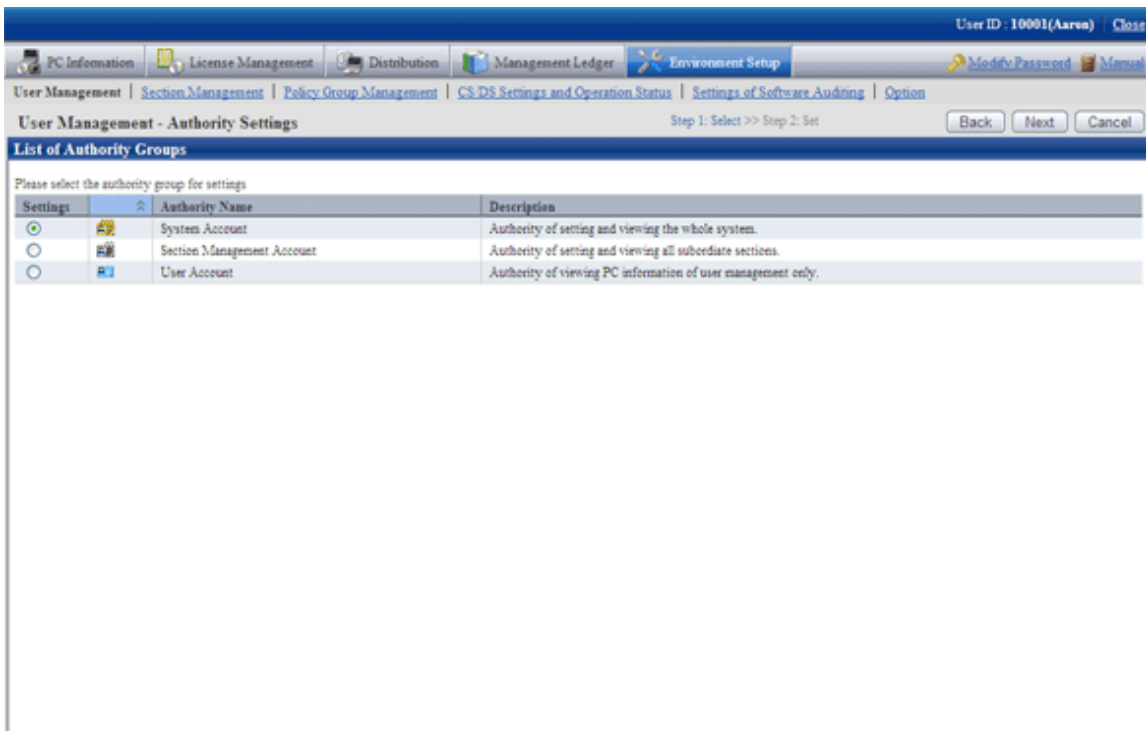 User ID : 10001(Aaron) Close
PC Information License Management Distribution Management Ledger Environment Setup Modify Password Manual
User Management | Section Management | Policy Group Management | CS/DS Settings and Operation Status | Settings of Software Auditing | Option
User Management - Authority Settings Step 1: Select >> Step 2: Set Back Next Cancel
List of Authority Groups
Please select the authority group for settings
Settings Authority Name Description
System Account Authority of setting and viewing the whole system.
Section Management Account Authority of setting and viewing all subordiate sections.
User Account Authority of viewing PC information of user management only.